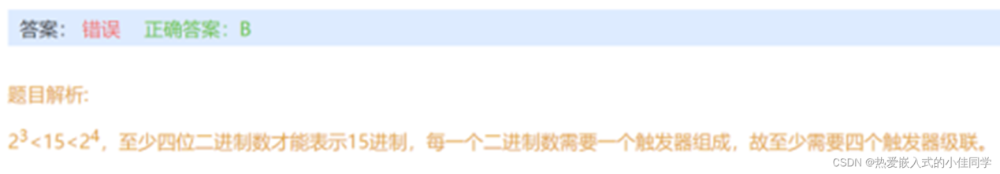 答案： 错误 正确答案：B
题目解析:
2³<15<2⁴，至少四位二进制数才能表示15进制，每一个二进制数需要一个触发器组成，故至少需要四个触发器级联。
CSDN @热爱嵌入式的小佳同学